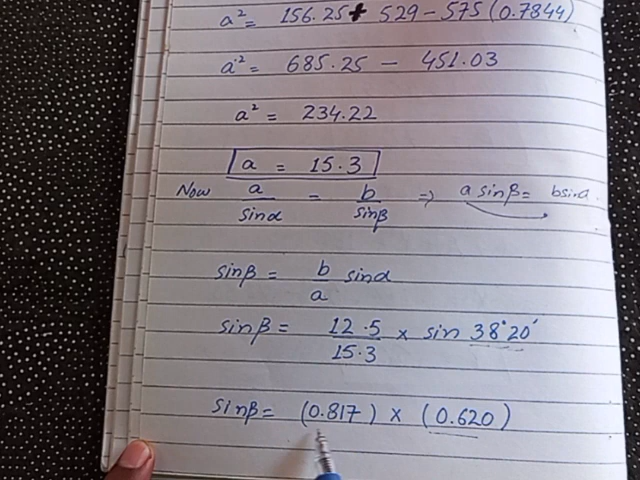 a² = 156.25 + 529 - 575 (0.7844)
a² = 685.25 - 451.03
a² = 234.22
a = 15.3
Now a/sinα = b/sinβ => a sinβ = b sinα
sinβ = b/a sinα
sinβ = 12.5/15.3 × sin 38°20'
sinβ = (0.817) × (0.620)